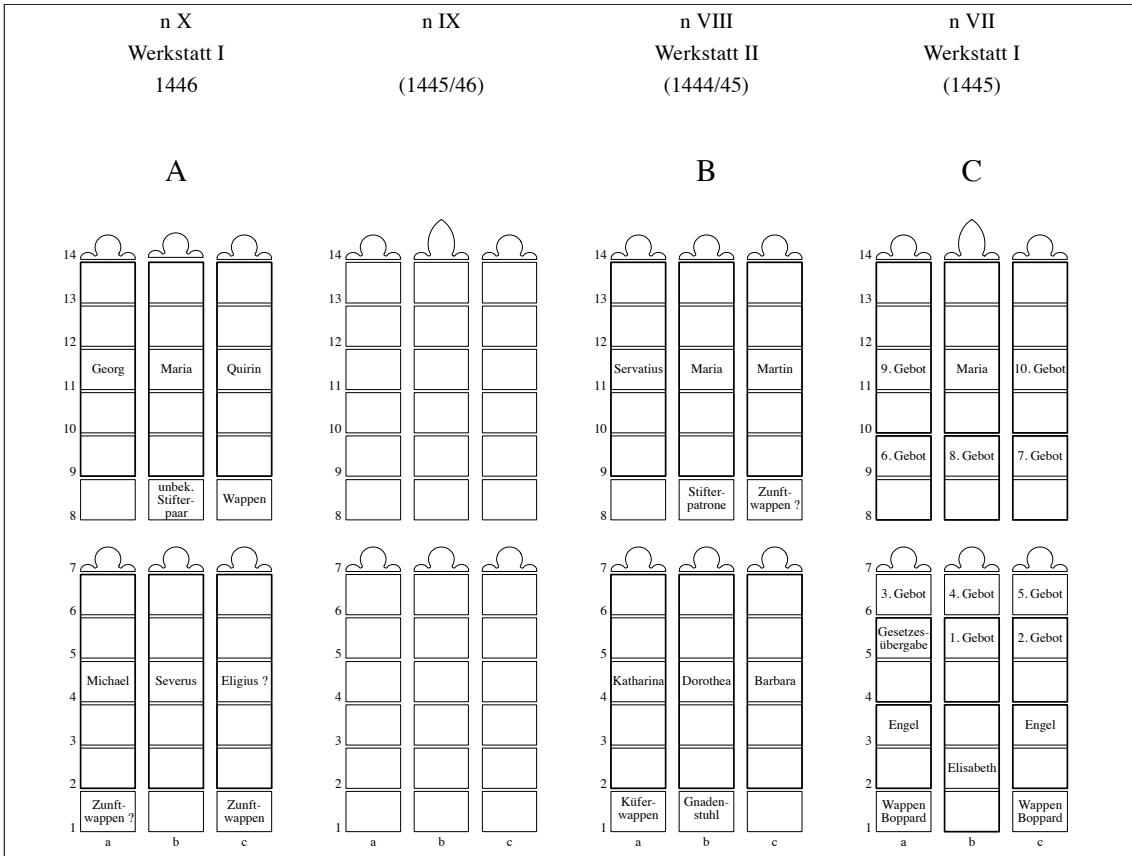 n X
Werkstatt I
1446
n IX
(1445/46)
n VIII
Werkstatt II
(1444/45)
n VII
Werkstatt I
(1445)
A
B
C
14
13
12
Georg Maria Quirin
11
10
9
unbek.
Stifter-
paar
Wappen
8
7
6
5
Michael Severus Eligius ?
4
3
2
Zunft-
wappen ?
Zunft-
wappen
1
a b c
14
13
12
11
10
9
8
7
6
5
4
3
2
1
a b c
14
13
12
Servatius Maria Martin
11
10
9
Stifter-
patrone
Zunft-
wappen ?
8
7
6
5
Katharina Dorothea Barbara
4
3
2
Küfer-
wappen
Gnaden-
stuhl
1
a b c
14
13
12
9. Gebot Maria 10. Gebot
11
10
6. Gebot 8. Gebot 7. Gebot
9
8
7
3. Gebot 4. Gebot 5. Gebot
6
Gesetzes-
übergabe
1. Gebot 2. Gebot
5
4
Engel Engel
3
Elisabeth
2
Wappen
Boppard
Wappen
Boppard
1
a b c